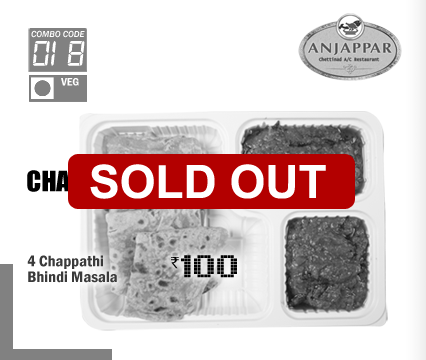 COMBO CODE
018
VEG
ANJAPPAR
Chettinad A/C Restaurant
CHA
SOLD OUT
4 Chappathi
Bhindi Masala
₹100